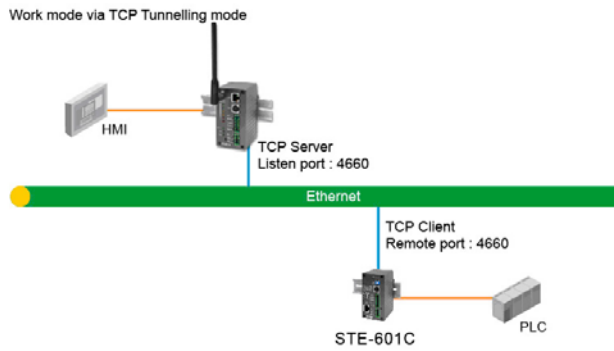 Work mode via TCP Tunnelling mode
HMI
TCP Server
Listen port : 4660
Ethernet
TCP Client
Remote port : 4660
STE-601C
PLC